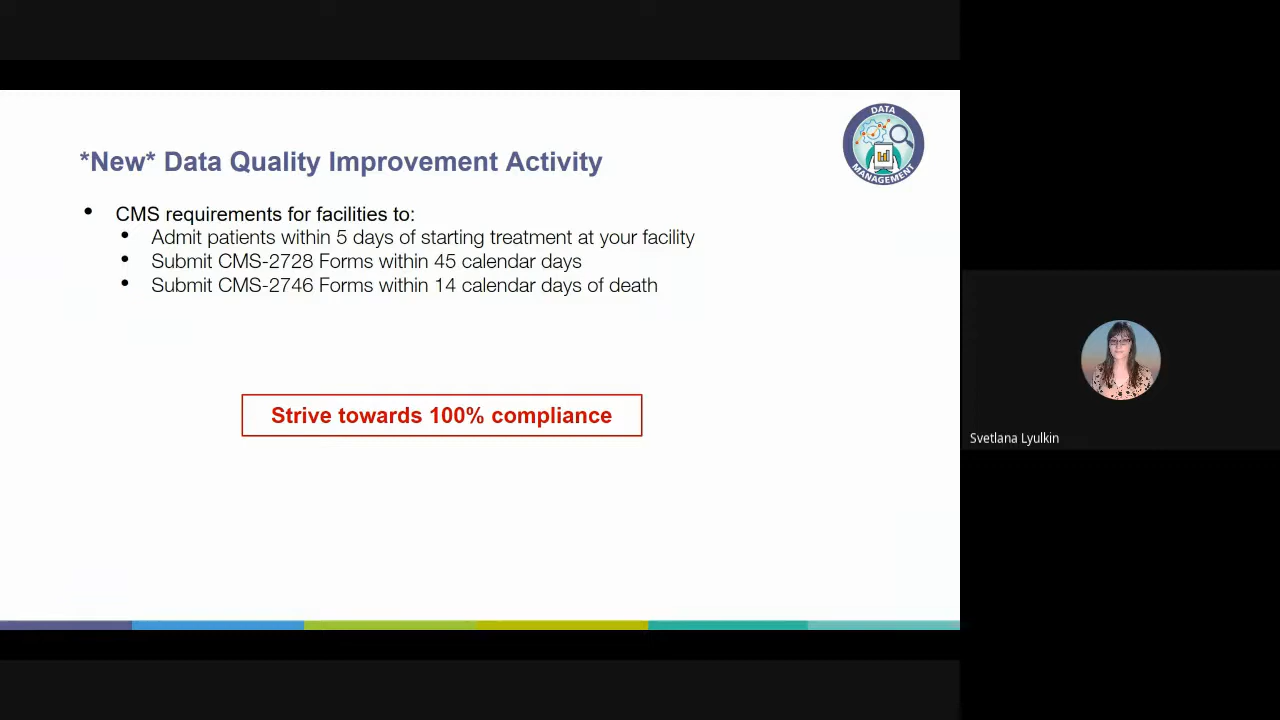 DATA
MANAGEMENT
*New* Data Quality Improvement Activity
• CMS requirements for facilities to:
• Admit patients within 5 days of starting treatment at your facility
• Submit CMS-2728 Forms within 45 calendar days
• Submit CMS-2746 Forms within 14 calendar days of death
Strive towards 100% compliance
Svetlana Lyulkin